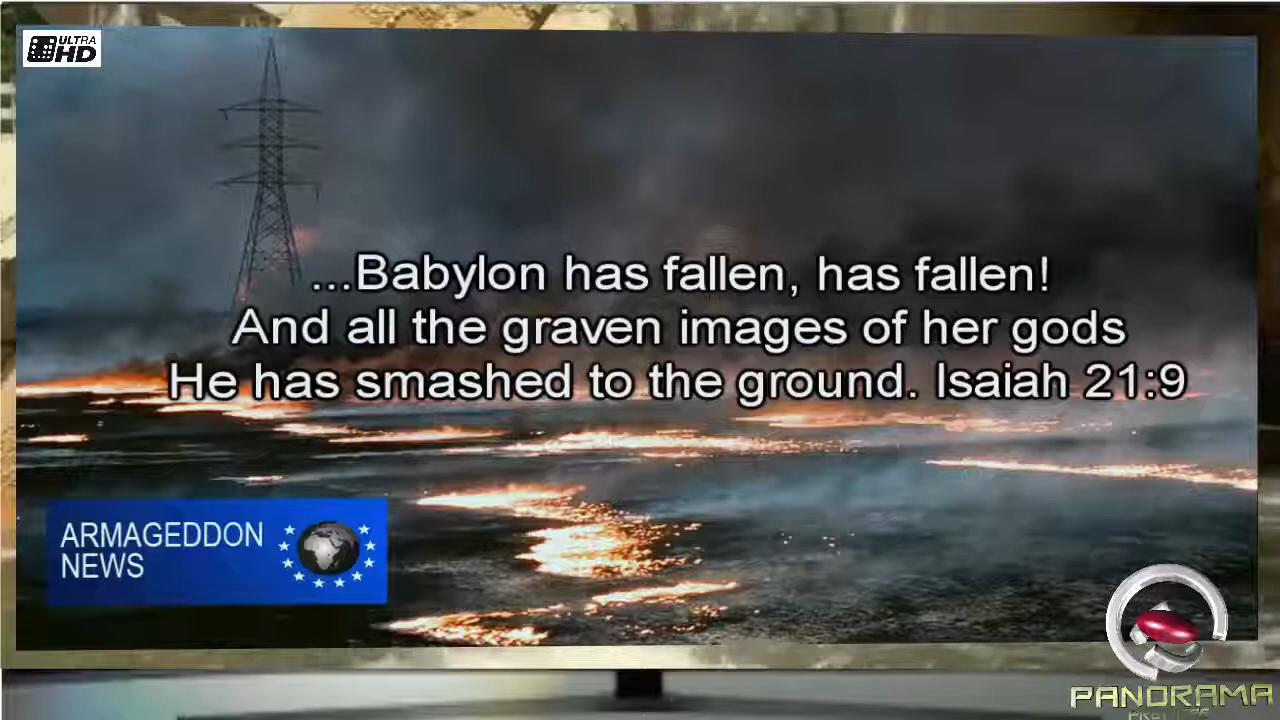 ULTRA
HD
...Babylon has fallen, has fallen!
And all the graven images of her gods
He has smashed to the ground. Isaiah 21:9
ARMAGEDDON
NEWS
PANORAMA